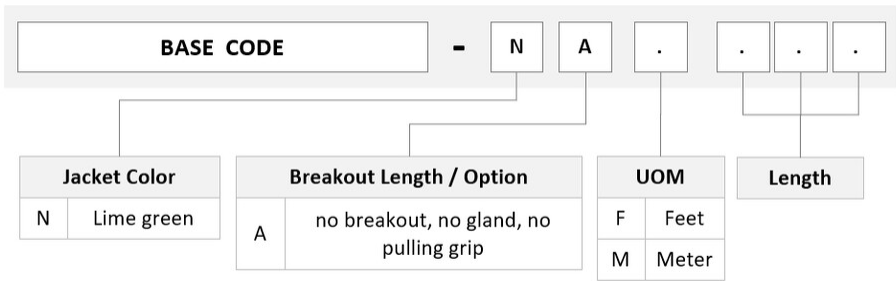 BASE CODE - N A . . . .
Jacket Color
N Lime green
Breakout Length / Option
A no breakout, no gland, no
pulling grip
UOM
F Feet
M Meter
Length